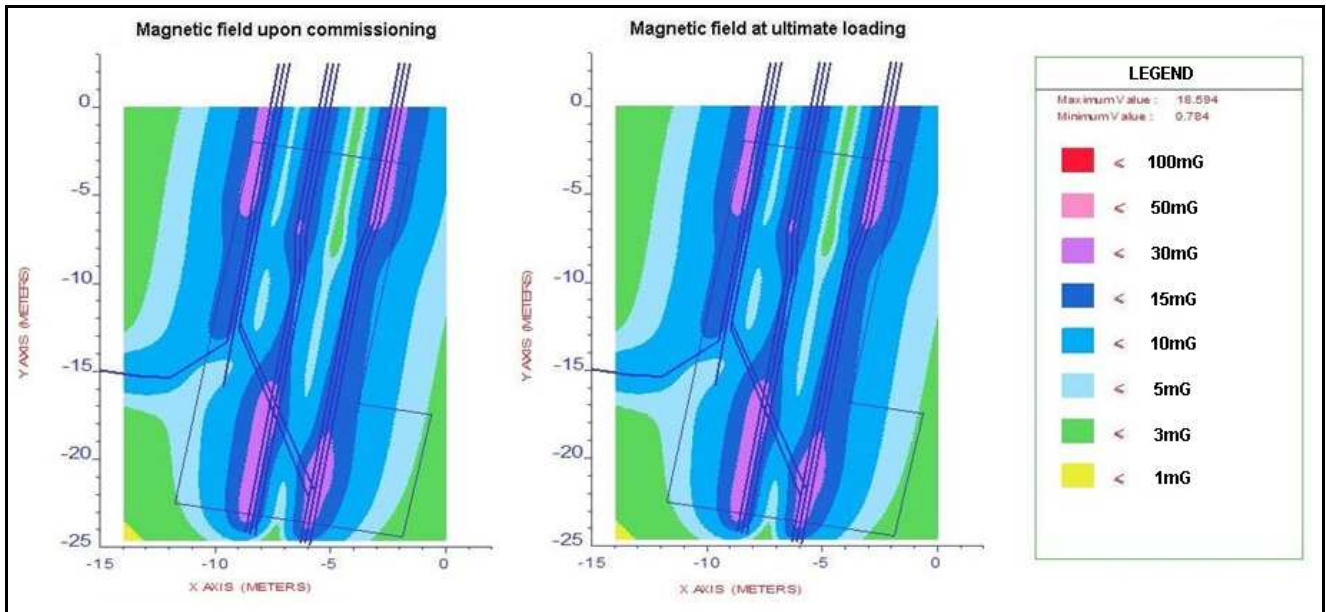 Magnetic field upon commissioning
0
-5
-10
-15
-20
-25
-15
-10
-5
0
Y AXIS (METERS)
X AXIS (METERS)
Magnetic field at ultimate loading
0
-5
-10
-15
-20
-25
-15
-10
-5
0
Y AXIS (METERS)
X AXIS (METERS)
LEGEND
Maximum Value : 18.594
Minimum Value : 0.784
< 100mG
< 50mG
< 30mG
< 15mG
< 10mG
< 5mG
< 3mG
< 1mG